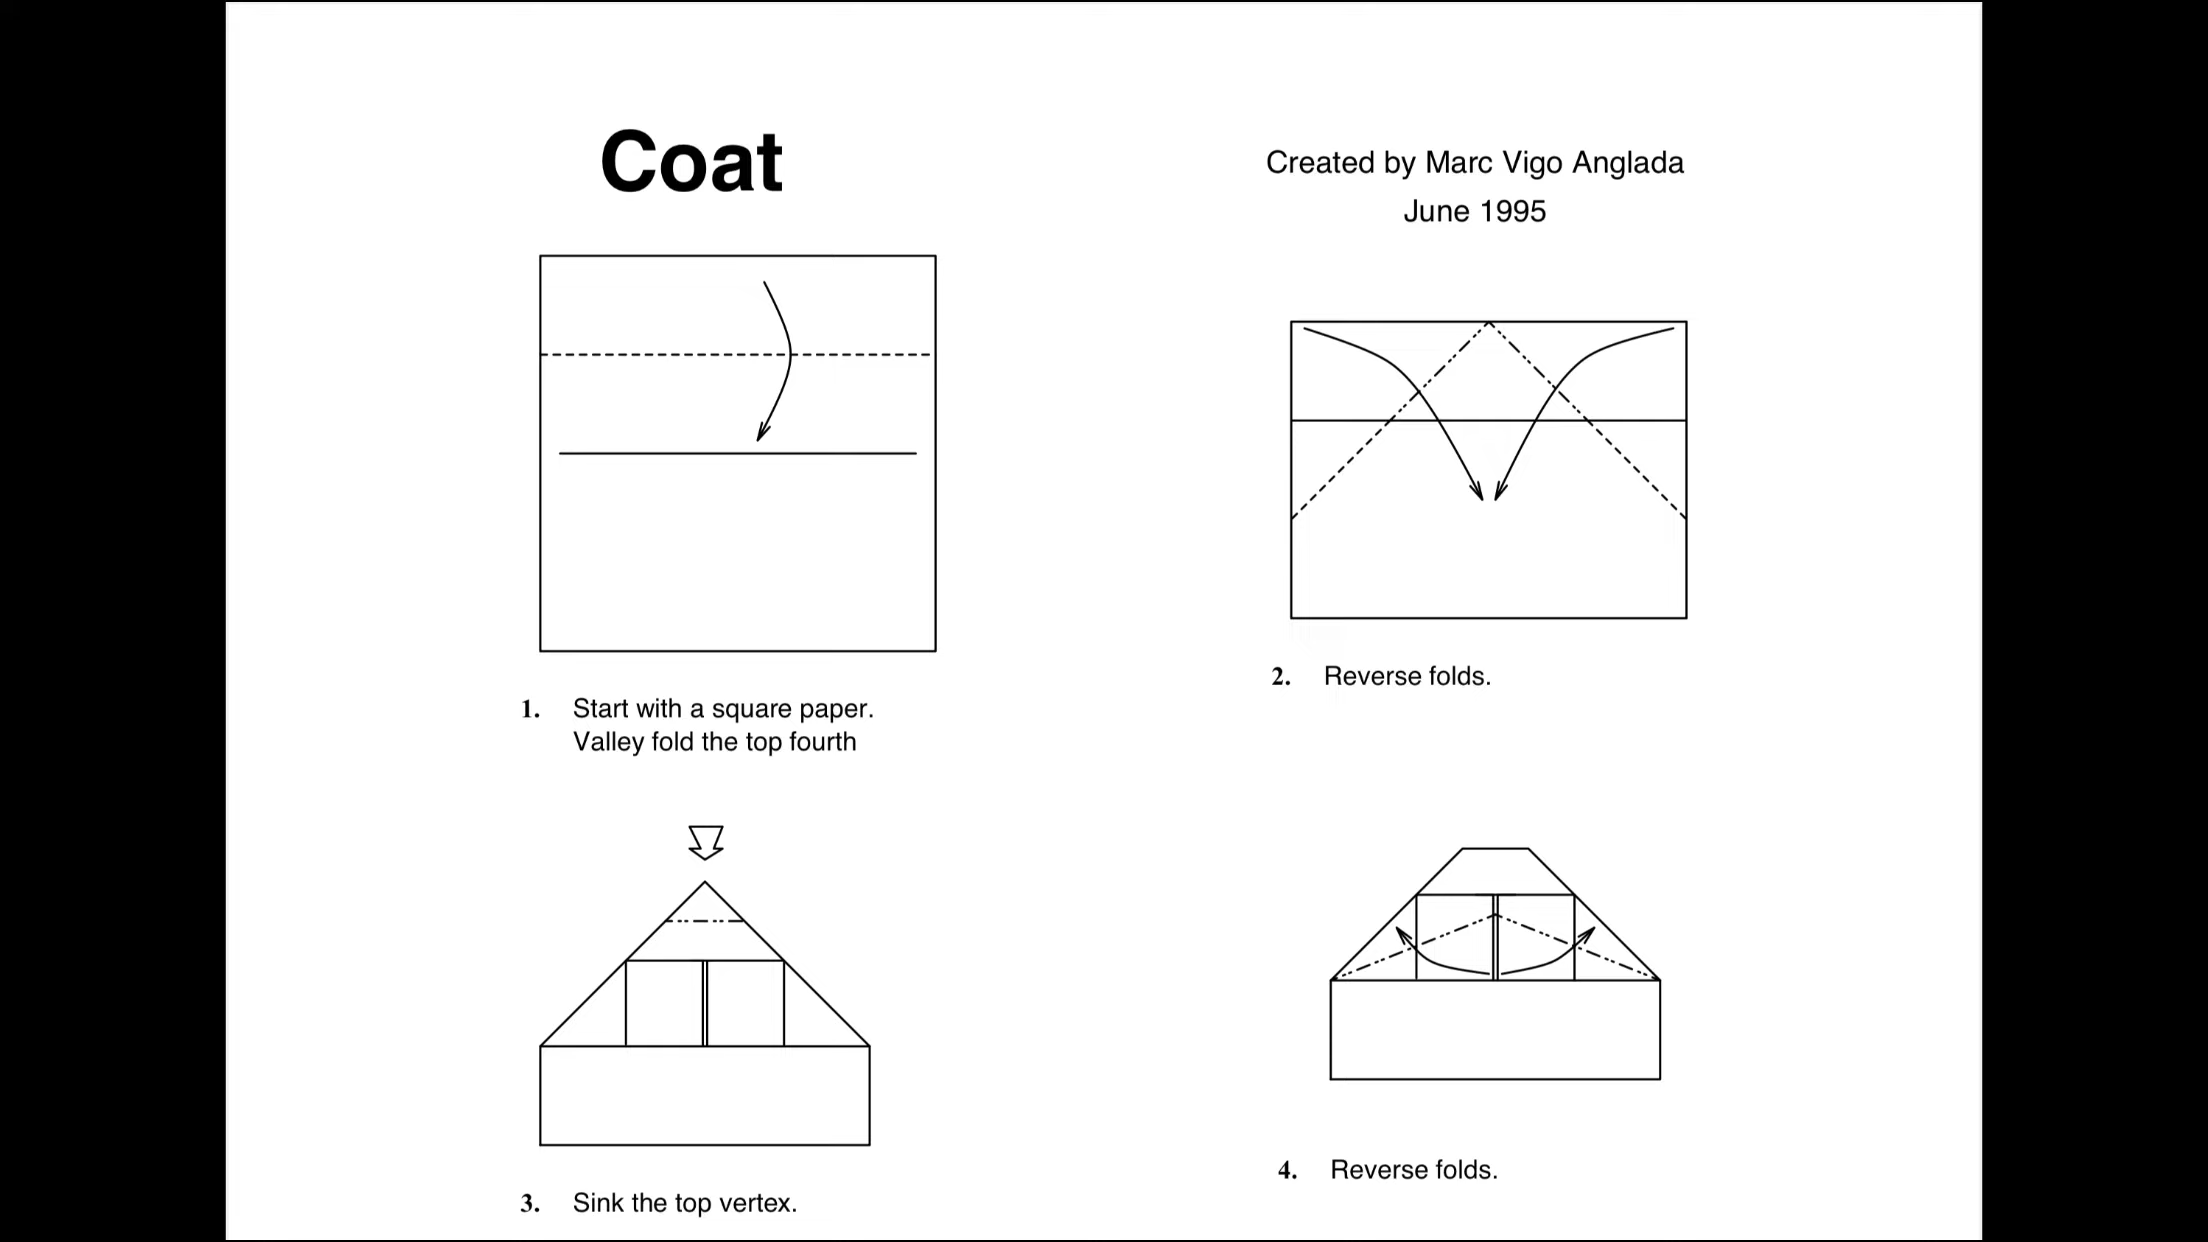 Coat
Created by Marc Vigo Anglada
June 1995
1. Start with a square paper.
Valley fold the top fourth
2. Reverse folds.
3. Sink the top vertex.
4. Reverse folds.